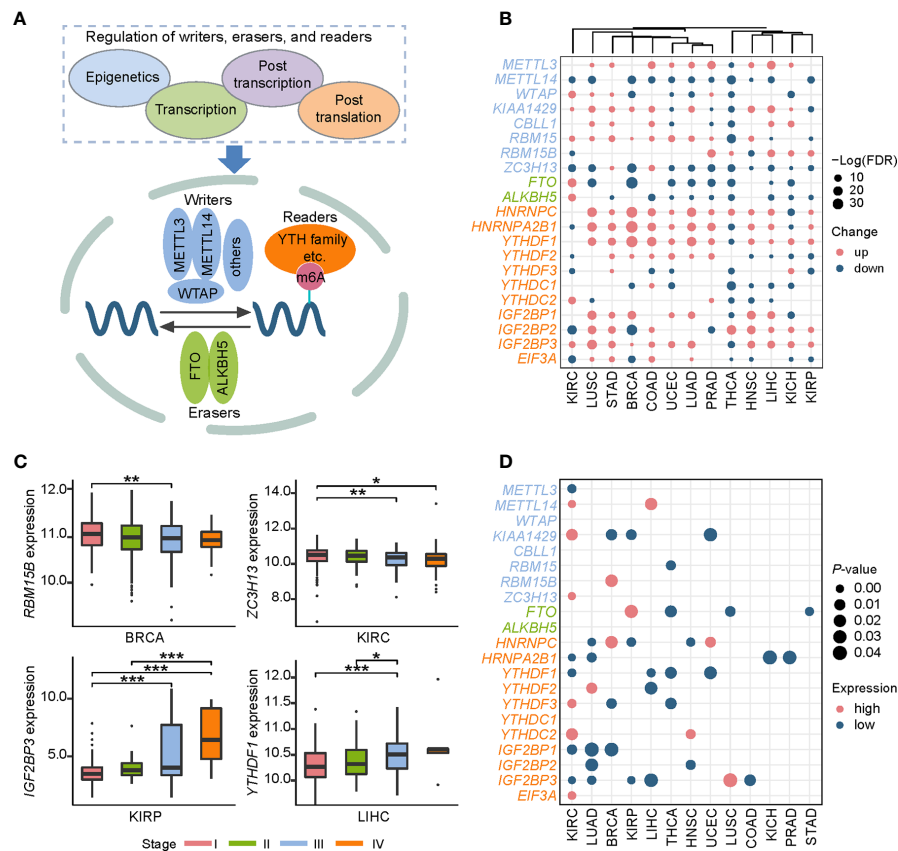 A
Regulation of writers, erasers, and readers
Epigenetics
Post
transcription
Transcription
Post
translation
Writers
METTL3
METTL14
others
WTAP
Readers
YTH family
etc.
m6A
FTO
ALKBH5
Erasers
B
METTL3
METTL14
WTAP
KIAA1429
CBLL1
RBM15
RBM15B
ZC3H13
FTO
ALKBH5
HNRNPC
HNRNPA2B1
YTHDF1
YTHDF2
YTHDF3
YTHDC1
YTHDC2
IGF2BP1
IGF2BP2
IGF2BP3
EIF3A
KIRC
LUSC
STAD
BRCA
COAD
UCEC
LUAD
PRAD
THCA
HNSC
LIHC
KICH
KIRP
−Log(FDR)
10
20
30
Change
up
down
C
RBM15B expression
12.0
11.0
10.0
**
BRCA
ZC3H13 expression
14.0
12.0
10.0
8.0
*
**
KIRC
IGF2BP3 expression
10.0
5.0
***
***
***
KIRP
YTHDF1 expression
12.0
11.5
11.0
10.5
10.0
*
***
LIHC
Stage I II III IV
D
METTL3
METTL14
WTAP
KIAA1429
CBLL1
RBM15
RBM15B
ZC3H13
FTO
ALKBH5
HNRNPC
HRNPA2B1
YTHDF1
YTHDF2
YTHDF3
YTHDC1
YTHDC2
IGF2BP1
IGF2BP2
IGF2BP3
EIF3A
KIRC
LUAD
BRCA
KIRP
LIHC
THCA
HNSC
UCEC
LUSC
COAD
KICH
PRAD
STAD
P-value
0.00
0.01
0.02
0.03
0.04
Expression
high
low